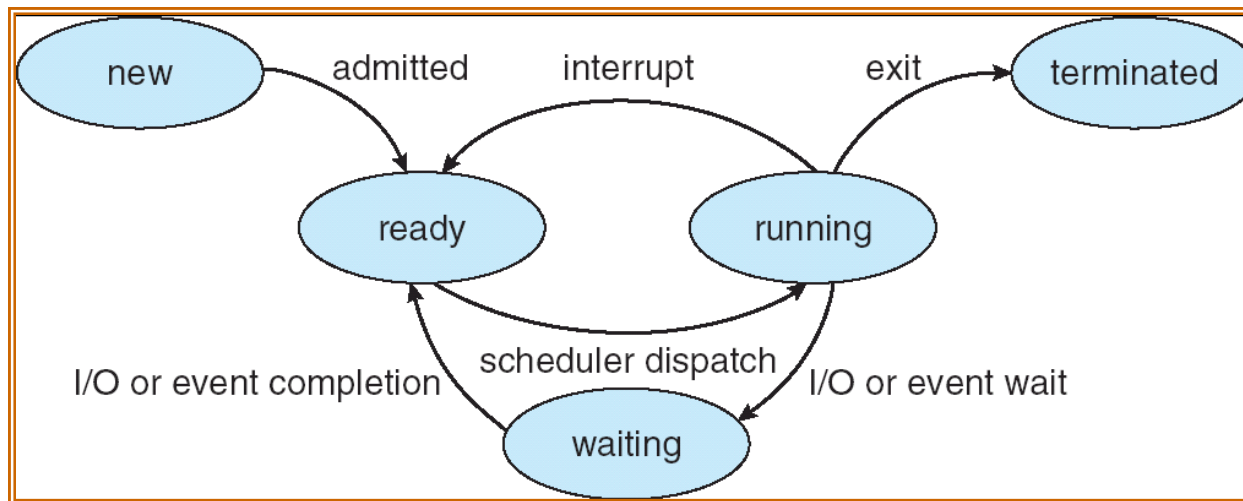 new
admitted
interrupt
exit
terminated
ready
running
scheduler dispatch
I/O or event completion
I/O or event wait
waiting